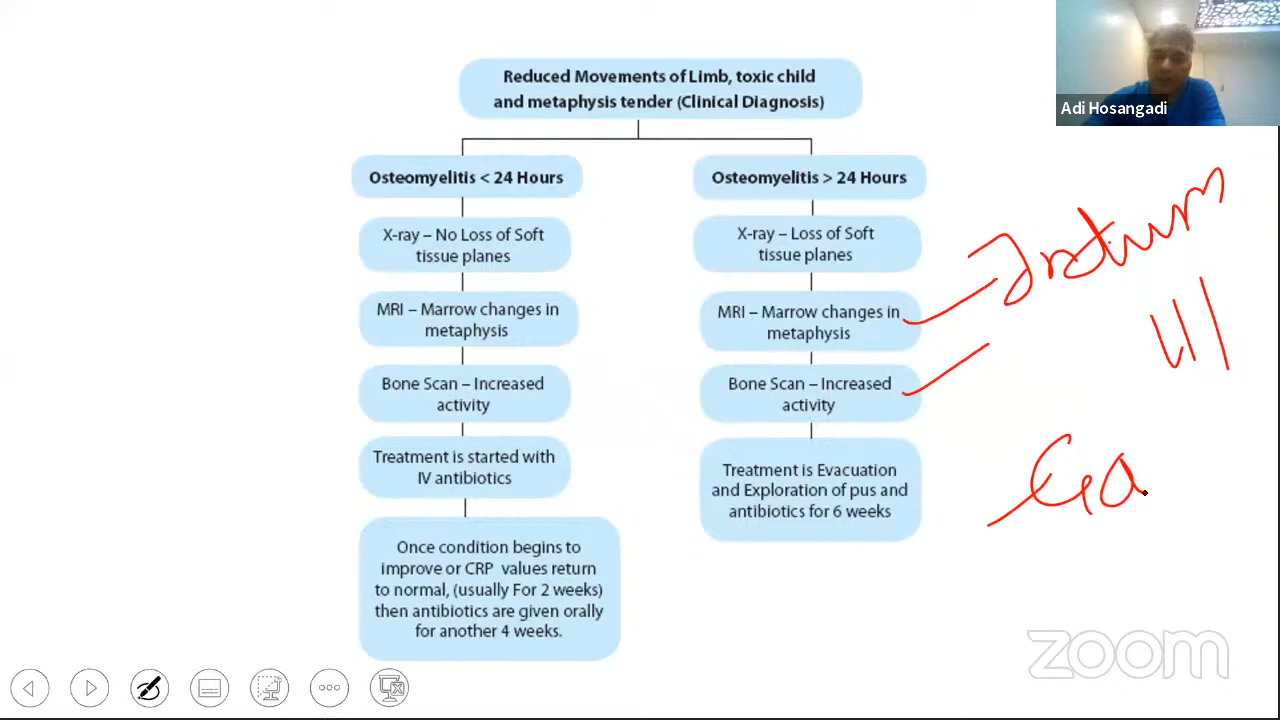 Adi Hosangadi
Reduced Movements of Limb, toxic child
and metaphysis tender (Clinical Diagnosis)
Osteomyelitis < 24 Hours
X-ray – No Loss of Soft
tissue planes
MRI – Marrow changes in
metaphysis
Bone Scan – Increased
activity
Treatment is started with
IV antibiotics
Once condition begins to
improve or CRP values return
to normal, (usually For 2 weeks)
then antibiotics are given orally
for another 4 weeks.
Osteomyelitis > 24 Hours
X-ray – Loss of Soft
tissue planes
MRI – Marrow changes in
metaphysis
Bone Scan – Increased
activity
Treatment is Evacuation
and Exploration of pus and
antibiotics for 6 weeks
Ga
zoom